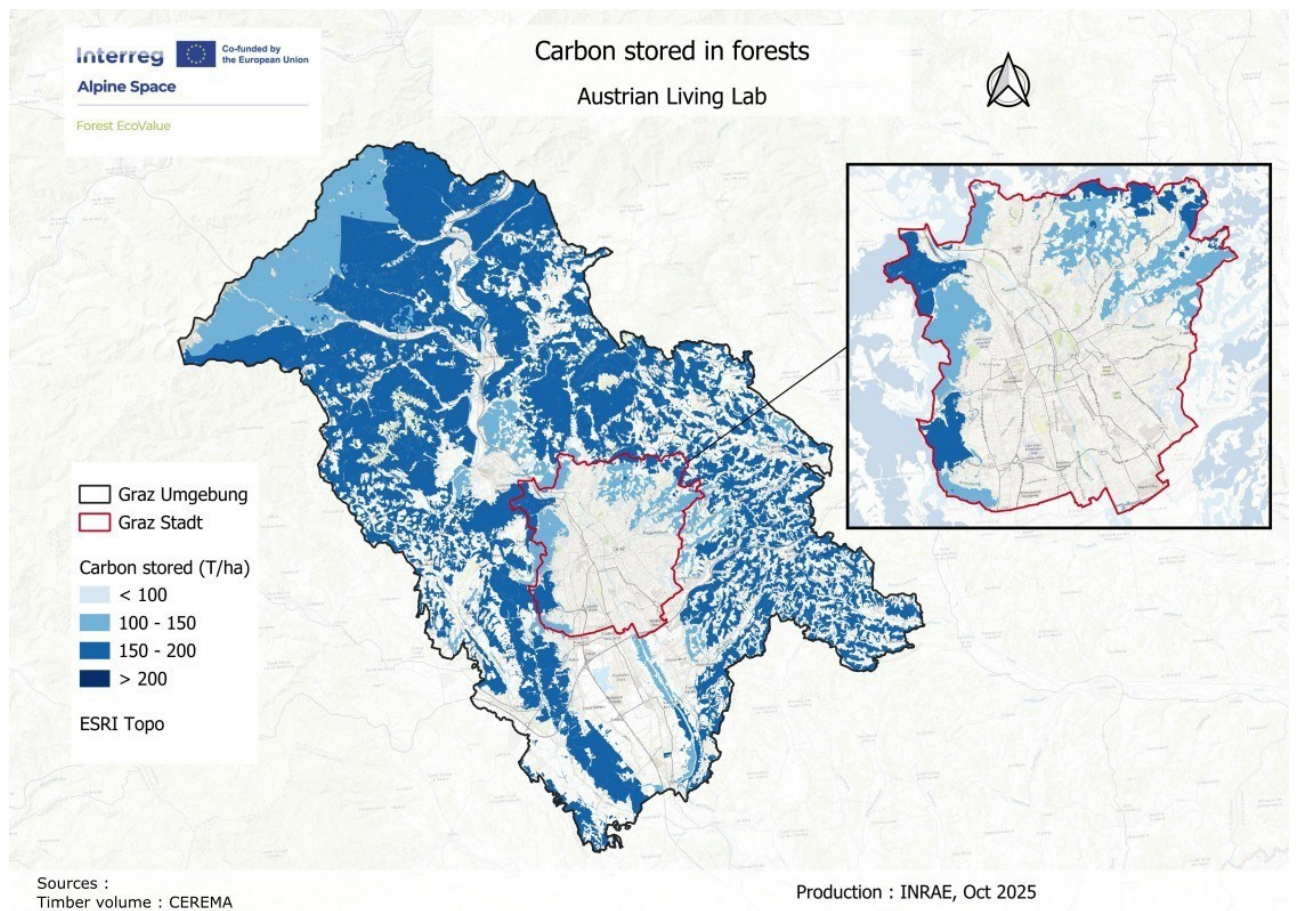 Interreg
Co-funded by
the European Union
Alpine Space
Forest EcoValue
Carbon stored in forests
Austrian Living Lab
Graz Umgebung
Graz Stadt
Carbon stored (T/ha)
< 100
100 - 150
150 - 200
> 200
ESRI Topo
Sources :
Timber volume : CEREMA
Production : INRAE, Oct 2025